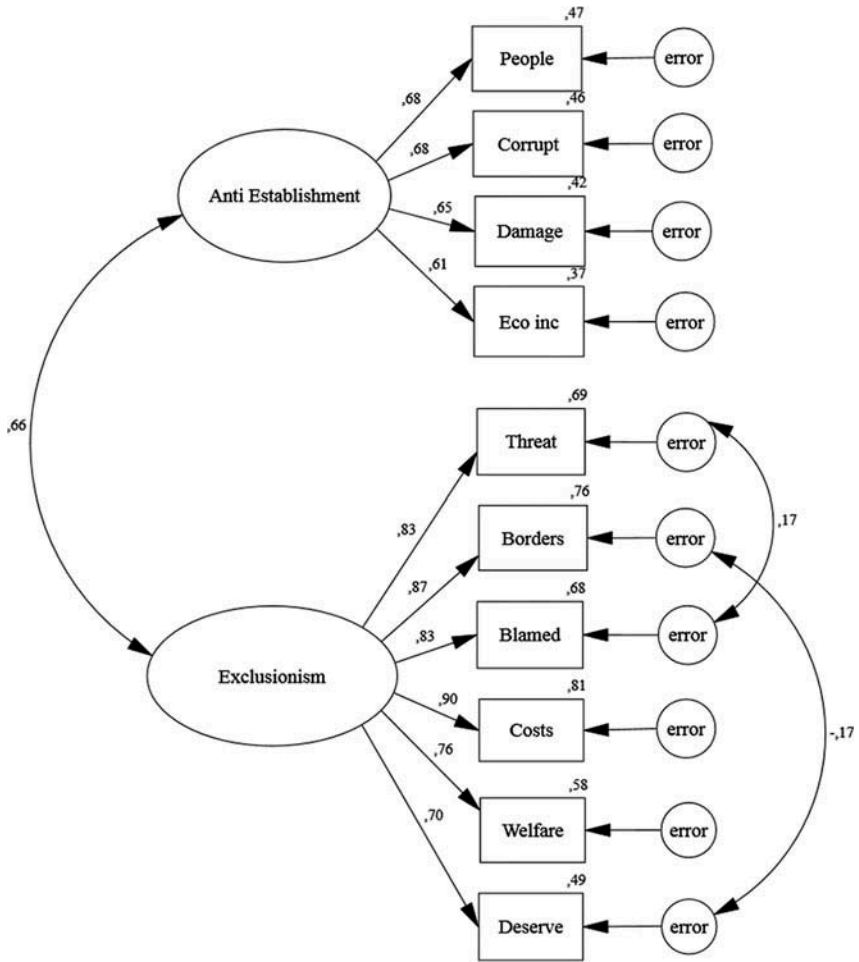 ,47
People
error
,68
,46
Corrupt
error
,68
Anti Establishment
,42
,65
Damage
error
,61
,37
Eco inc
error
,66
,69
Threat
error
,17
,83
,76
Borders
error
,87
,68
,83
Blamed
error
Exclusionism
,90
,81
Costs
error
-,17
,76
,58
Welfare
error
,70
,49
Deserve
error